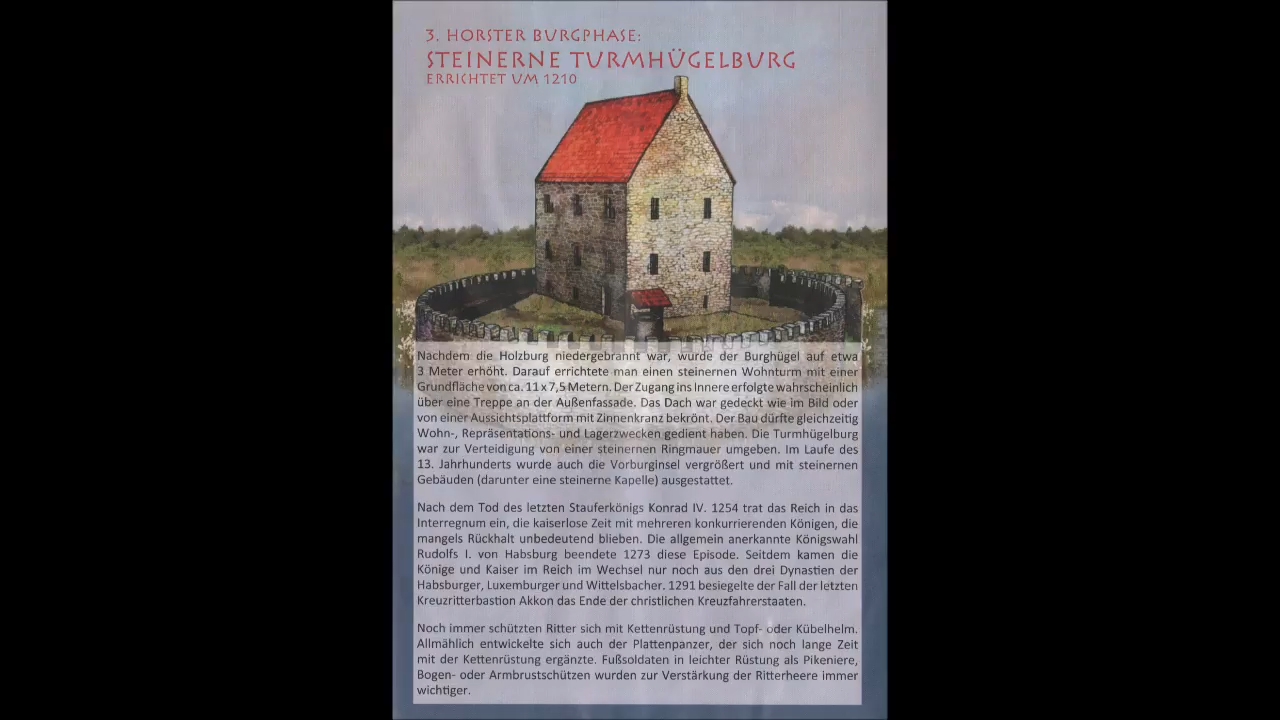 3. HORSTER BURGPHASE:
STEINERNE TURMHÜGELBURG
ERRICHTET UM 1210
Nachdem die Holzburg niedergebrannt war, wurde der Burghügel auf etwa
3 Meter erhöht. Darauf errichtete man einen steinernen Wohnturm mit einer
Grundfläche von ca. 11 x 7,5 Metern. Der Zugang ins Innere erfolgte wahrscheinlich
über eine Treppe an der Außenfassade. Das Dach war gedeckt wie im Bild oder
von einer Aussichtsplattform mit Zinnenkranz bekrönt. Der Bau dürfte gleichzeitig
Wohn-, Repräsentations- und Lagerzwecken gedient haben. Die Turmhügelburg
war zur Verteidigung von einer steinernen Ringmauer umgeben. Im Laufe des
13. Jahrhunderts wurde auch die Vorburginsel vergrößert und mit steinernen
Gebäuden (darunter eine steinerne Kapelle) ausgestattet.
Nach dem Tod des letzten Stauferkönigs Konrad IV. 1254 trat das Reich in das
Interregnum ein, die kaiserlose Zeit mit mehreren konkurrierenden Königen, die
mangels Rückhalt unbedeutend blieben. Die allgemein anerkannte Königswahl
Rudolfs I. von Habsburg beendete 1273 diese Episode. Seitdem kamen die
Könige und Kaiser im Reich im Wechsel nur noch aus den drei Dynastien der
Habsburger, Luxemburger und Wittelsbacher. 1291 besiegelte der Fall der letzten
Kreuzritterbastion Akkon das Ende der christlichen Kreuzfahrerstaaten.
Noch immer schützten Ritter sich mit Kettenrüstung und Topf- oder Kübelhelm.
Allmählich entwickelte sich auch der Plattenpanzer, der sich noch lange Zeit
mit der Kettenrüstung ergänzte. Fußsoldaten in leichter Rüstung als Pikeniere,
Bogen- oder Armbrustschützen wurden zur Verstärkung der Ritterheere immer
wichtiger.